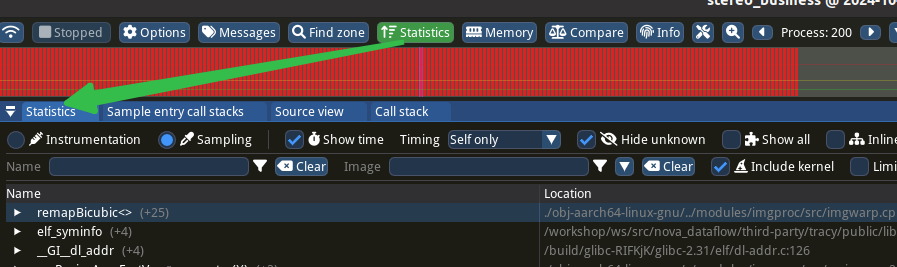 stereo_business @ 2024-10
Stopped Options Messages Find zone Statistics Memory Compare Info Process: 200
Statistics Sample entry call stacks Source view Call stack
Instrumentation Sampling Show time Timing Self only Hide unknown Show all Inline
Name Clear Image Clear Include kernel Limi
Name Location
remapBicubic<> (+25) ./obj-aarch64-linux-gnu/../modules/imgproc/src/imgwarp.cp
elf_syminfo (+4) /workshop/ws/src/nova_dataflow/third-party/tracy/public/lib
__GI__dl_addr (+4) /build/glibc-RIFKjK/glibc-2.31/elf/dl-addr.c:126